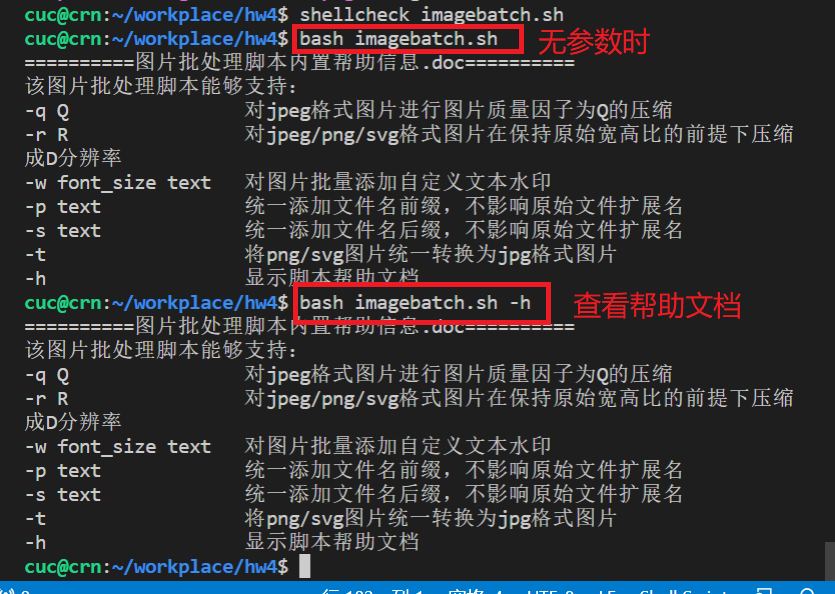 cuc@crn:~/workplace/hw4$ shellcheck imagebatch.sh
cuc@crn:~/workplace/hw4$ bash imagebatch.sh 无参数时
==========图片批处理脚本内置帮助信息.doc==========
该图片批处理脚本能够支持:
-q Q 对jpeg格式图片进行图片质量因子为Q的压缩
-r R 对jpeg/png/svg格式图片在保持原始宽高比的前提下压缩
成D分辨率
-w font_size text 对图片批量添加自定义文本水印
-p text 统一添加文件名前缀，不影响原始文件扩展名
-s text 统一添加文件名后缀，不影响原始文件扩展名
-t 将png/svg图片统一转换为jpg格式图片
-h 显示脚本帮助文档
cuc@crn:~/workplace/hw4$ bash imagebatch.sh -h 查看帮助文档
==========图片批处理脚本内置帮助信息.doc==========
该图片批处理脚本能够支持:
-q Q 对jpeg格式图片进行图片质量因子为Q的压缩
-r R 对jpeg/png/svg格式图片在保持原始宽高比的前提下压缩
成D分辨率
-w font_size text 对图片批量添加自定义文本水印
-p text 统一添加文件名前缀，不影响原始文件扩展名
-s text 统一添加文件名后缀，不影响原始文件扩展名
-t 将png/svg图片统一转换为jpg格式图片
-h 显示脚本帮助文档
cuc@crn:~/workplace/hw4$